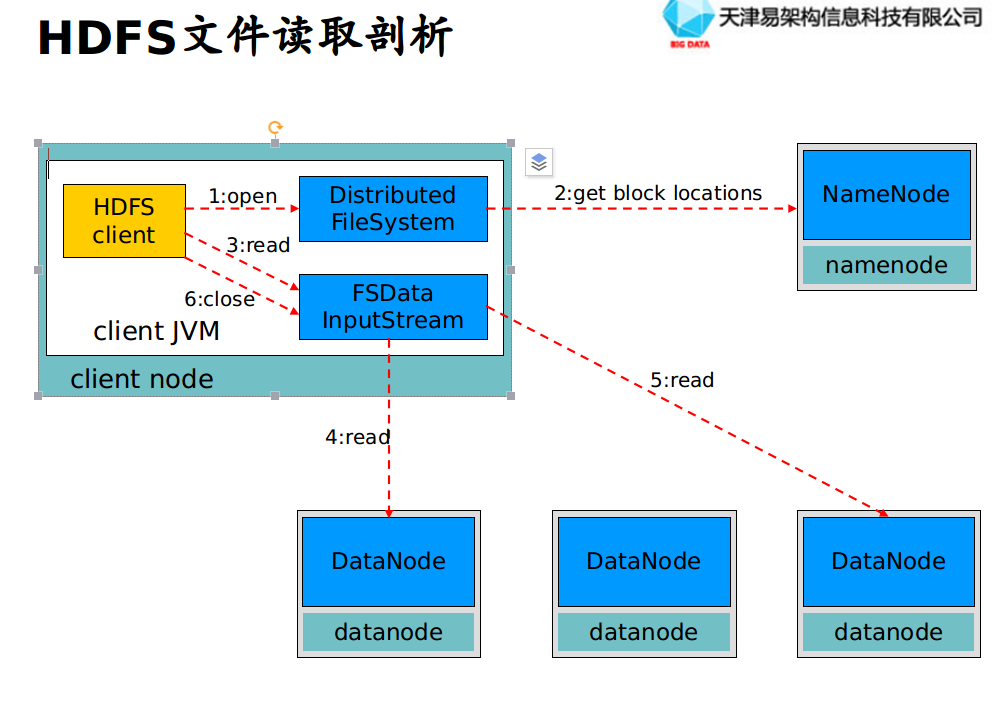 HDFS文件读取剖析
天津易架构信息科技有限公司
BIG DATA
HDFS
client
1:open
Distributed
FileSystem
2:get block locations
NameNode
namenode
3:read
6:close
FSData
InputStream
client JVM
client node
4:read
5:read
DataNode
datanode
DataNode
datanode
DataNode
datanode